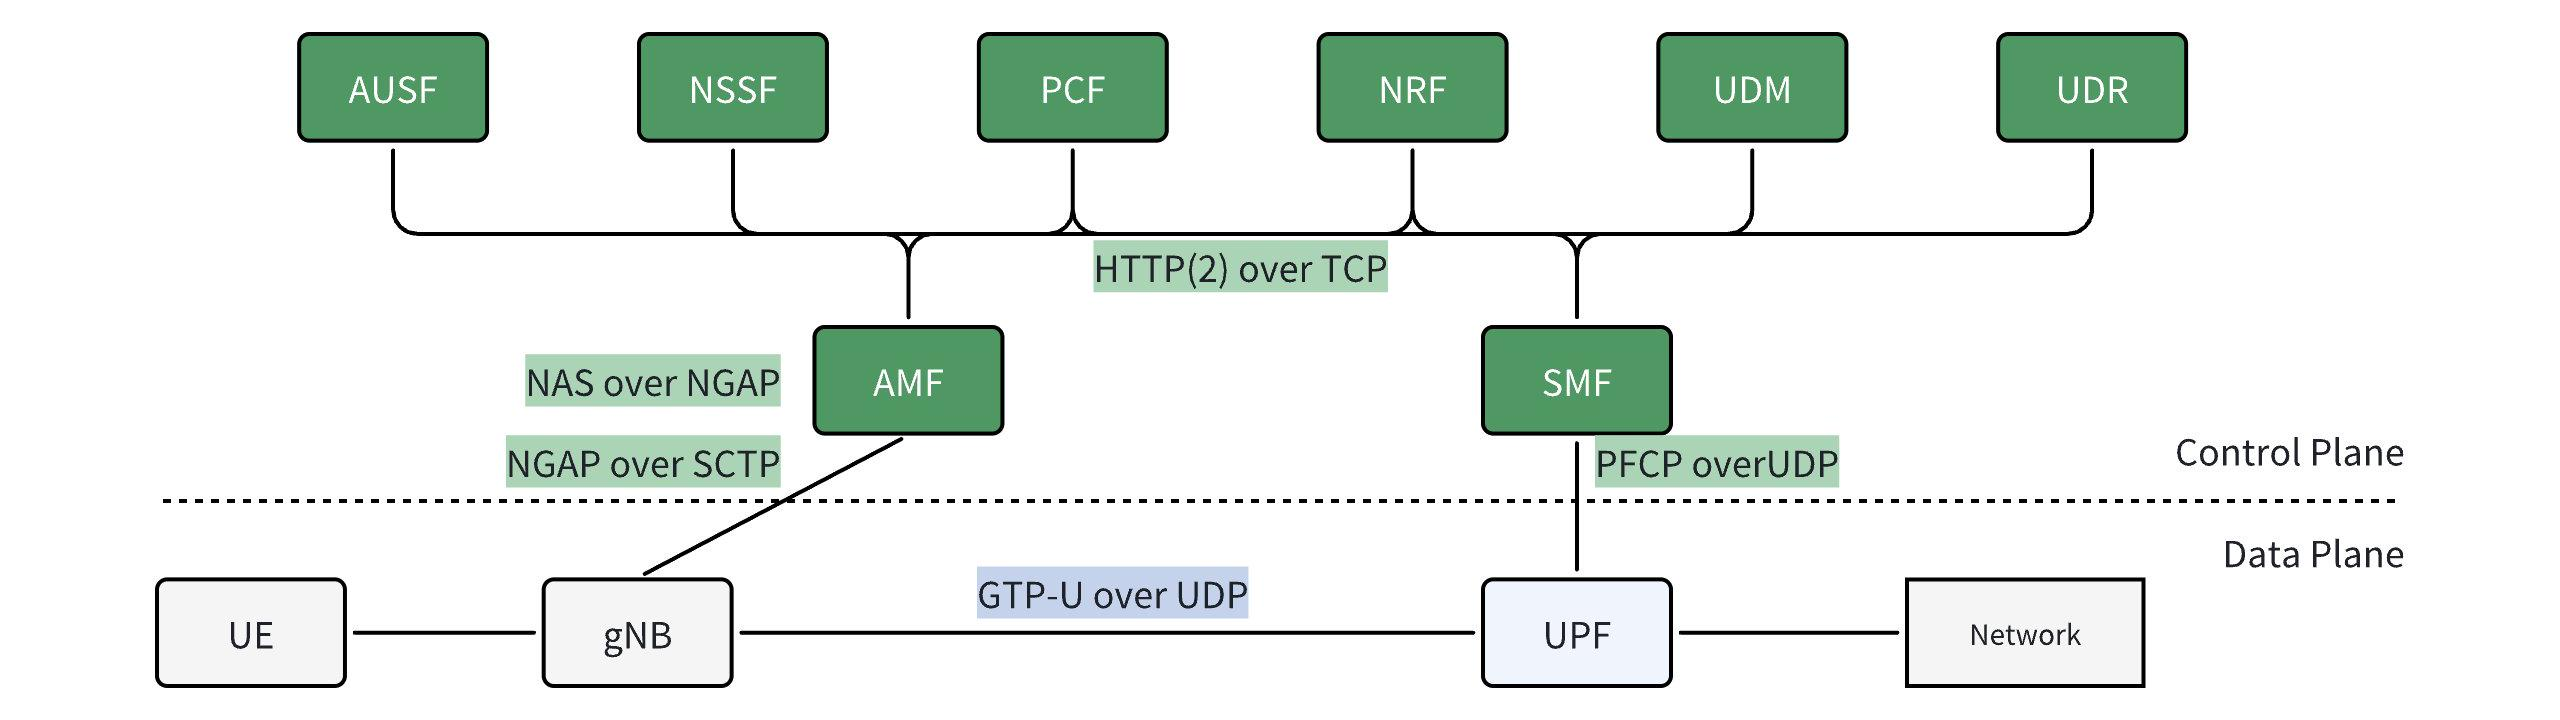 AUSF
NSSF
PCF
NRF
UDM
UDR
HTTP(2) over TCP
NAS over NGAP
AMF
SMF
NGAP over SCTP
PFCP overUDP
Control Plane
Data Plane
GTP-U over UDP
UE
gNB
UPF
Network